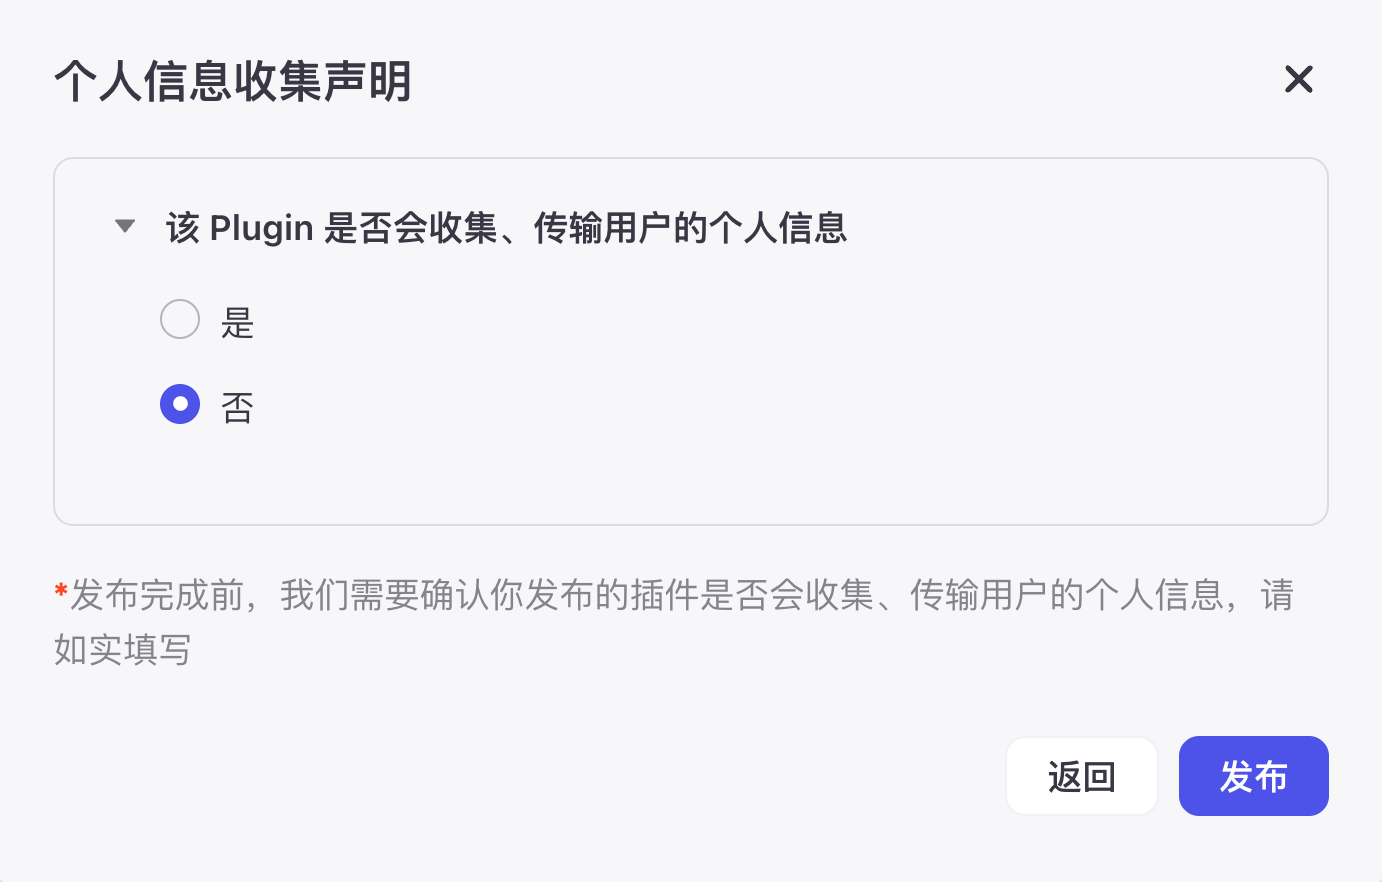 个人信息收集声明
该 Plugin 是否会收集、传输用户的个人信息
是
否
*发布完成前，我们需要确认你发布的插件是否会收集、传输用户的个人信息，请
如实填写
返回
发布